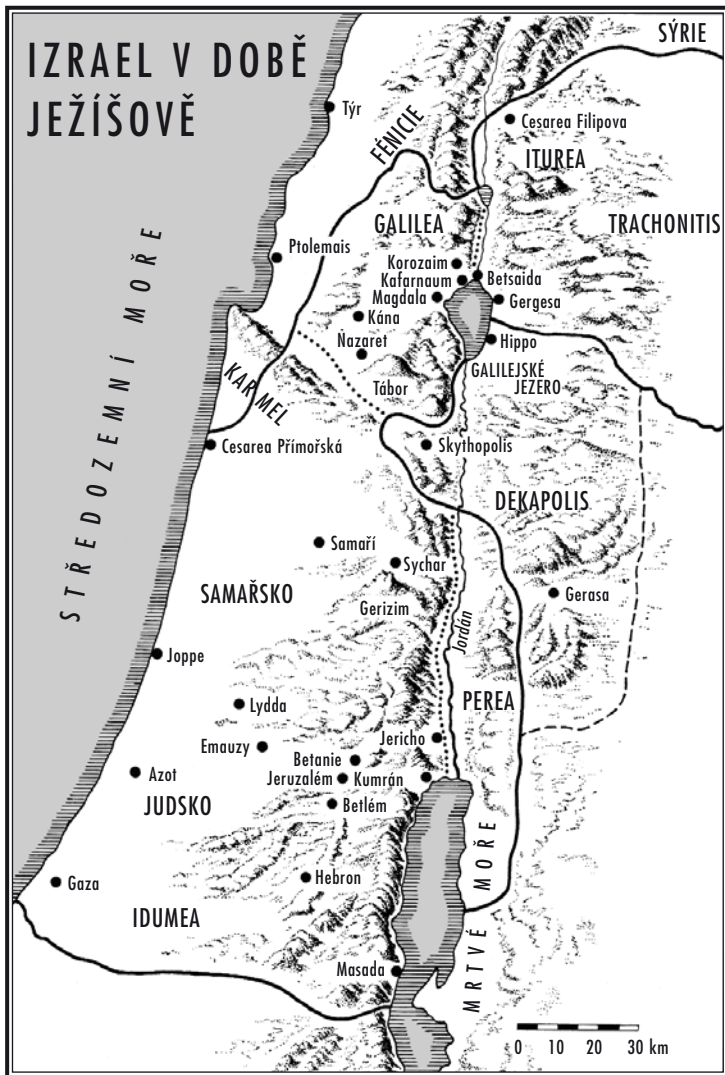 IZRAEL V DOBĚ
JEŽÍŠOVĚ
SÝRIE
Týr
Cesarea Filipova
FÉNICIE
ITUREA
GALILEA
TRACHONITIS
Ptolemais
Korozaim
Kafarnaum
Betsaida
Magdala
Gergesa
Kána
Ňazaret
Hippo
GALILEJSKÉ
JEZERO
Tábor
KARMEL
STŘEDOZEMNÍ MOŘE
Cesarea Přímořská
Skythopolis
DEKAPOLIS
Samaří
Sychar
SAMAŘSKO
Gerizim
Gerasa
Jordán
Joppe
PEREA
Lydda
Jericho
Emauzy
Betanie
Azot
Jeruzalém
Kumrán
JUDSKO
Betlém
Gaza
Hebron
IDUMEA
MRTVÉ MOŘE
Masada
0 10 20 30 km